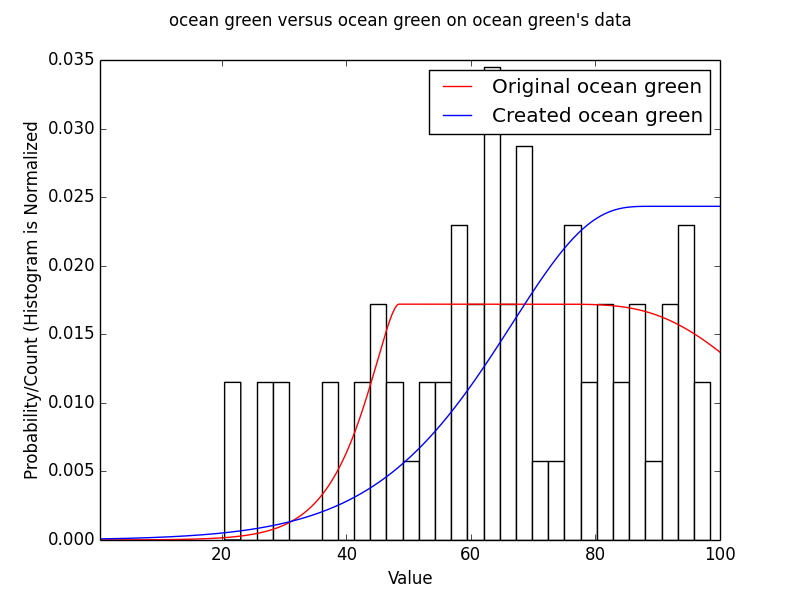 ocean green versus ocean green on ocean green's data
0.035
0.030
0.025
0.020
0.015
0.010
0.005
0.000
Probability/Count (Histogram is Normalized
Original ocean green
Created ocean green
20 40 60 80 100
Value